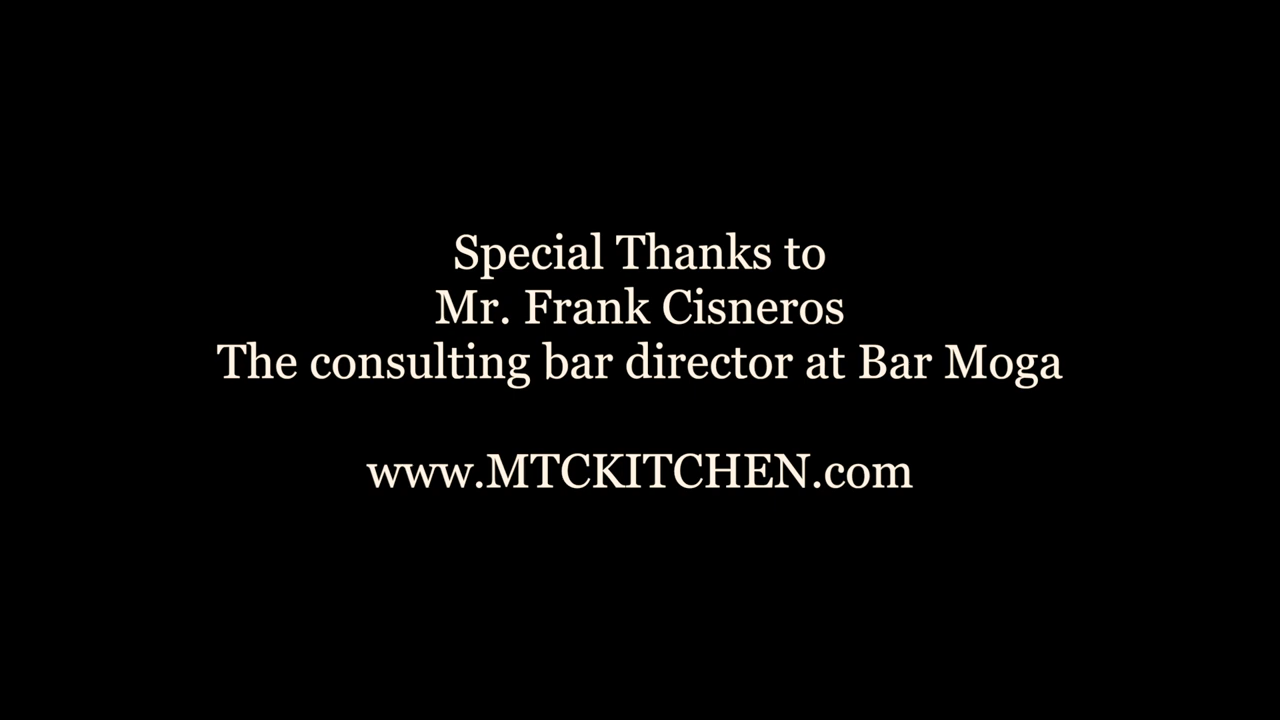 Special Thanks to
Mr. Frank Cisneros
The consulting bar director at Bar Moga
www.MTCKITCHEN.com